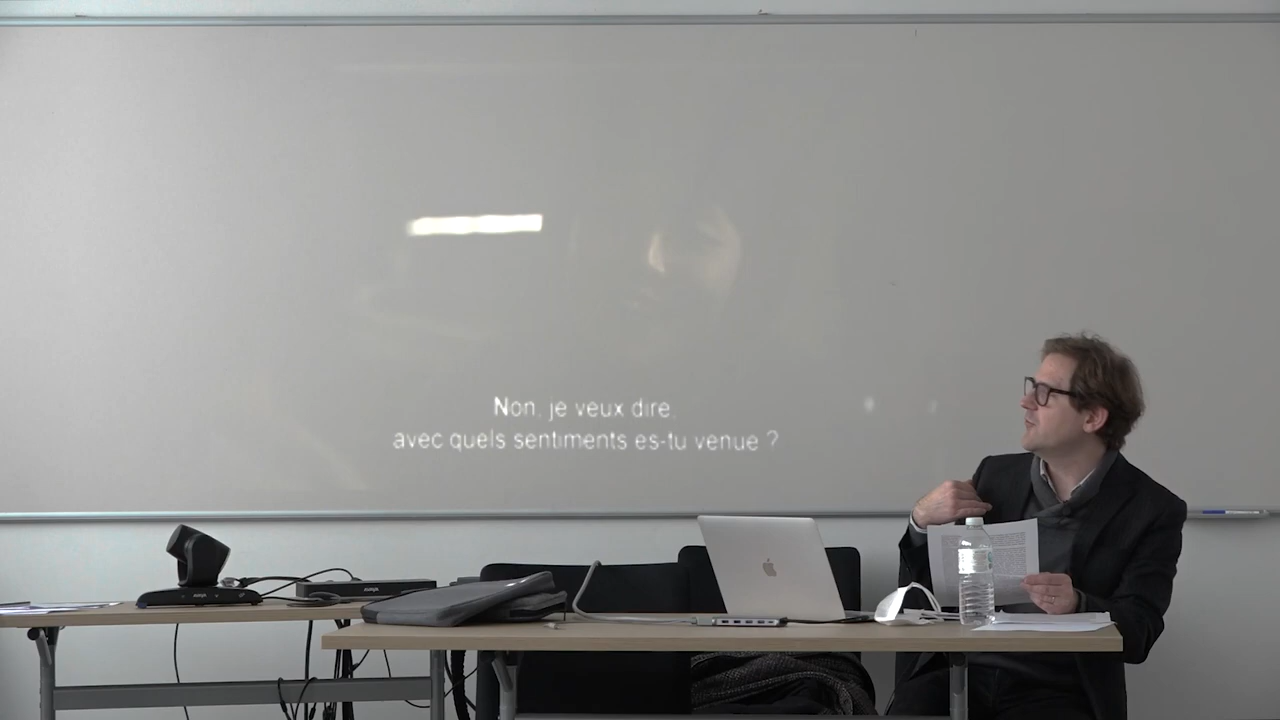 Non, je veux dire,
avec quels sentiments es-tu venue ?